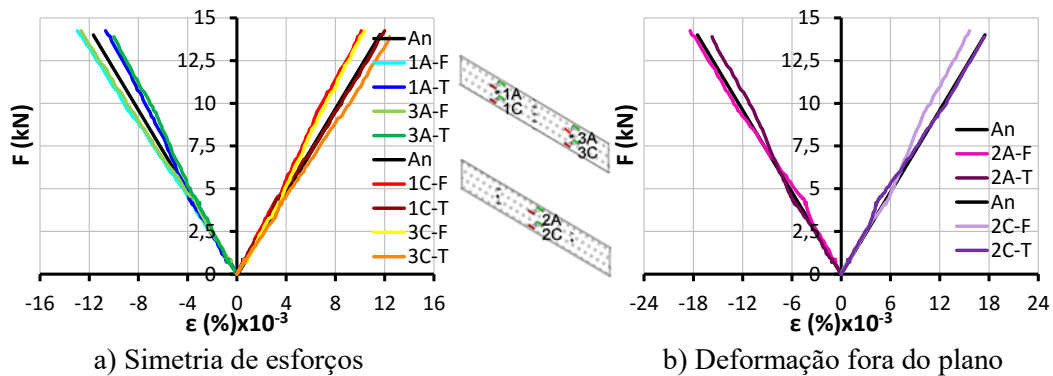 15
12,5
10
7,5
5
2,5
0
F (kN)
-16 -12 -8 -4 0 4 8 12 16
ε (%)x10⁻³
An
1A-F
1A-T
3A-F
3A-T
An
1C-F
1C-T
3C-F
3C-T
a) Simetria de esforços
1A
1C
3A
3C
2A
2C
15
12,5
10
7,5
5
2,5
0
F (kN)
-24 -18 -12 -6 0 6 12 18 24
ε (%)x10⁻³
An
2A-F
2A-T
An
2C-F
2C-T
b) Deformação fora do plano